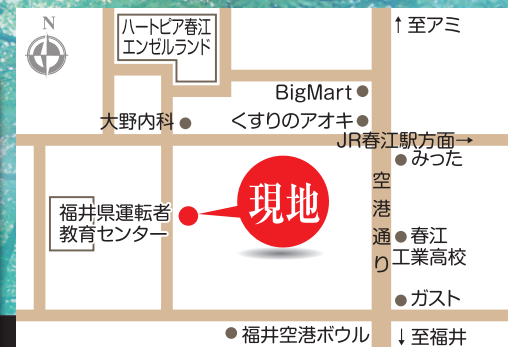 N
ハートピア春江
エンゼルランド
↑至アミ
BigMart
大野内科
くすりのアオキ
JR春江駅方面→
みった
空港通り
現地
福井県運転者
教育センター
春江
工業高校
ガスト
福井空港ボウル
↓至福井